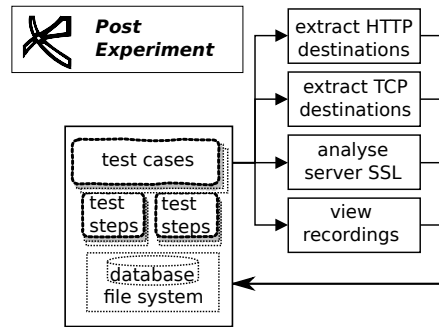 Post
Experiment
extract HTTP
destinations
extract TCP
destinations
analyse
server SSL
view
recordings
test cases
test
steps
test
steps
database
file system